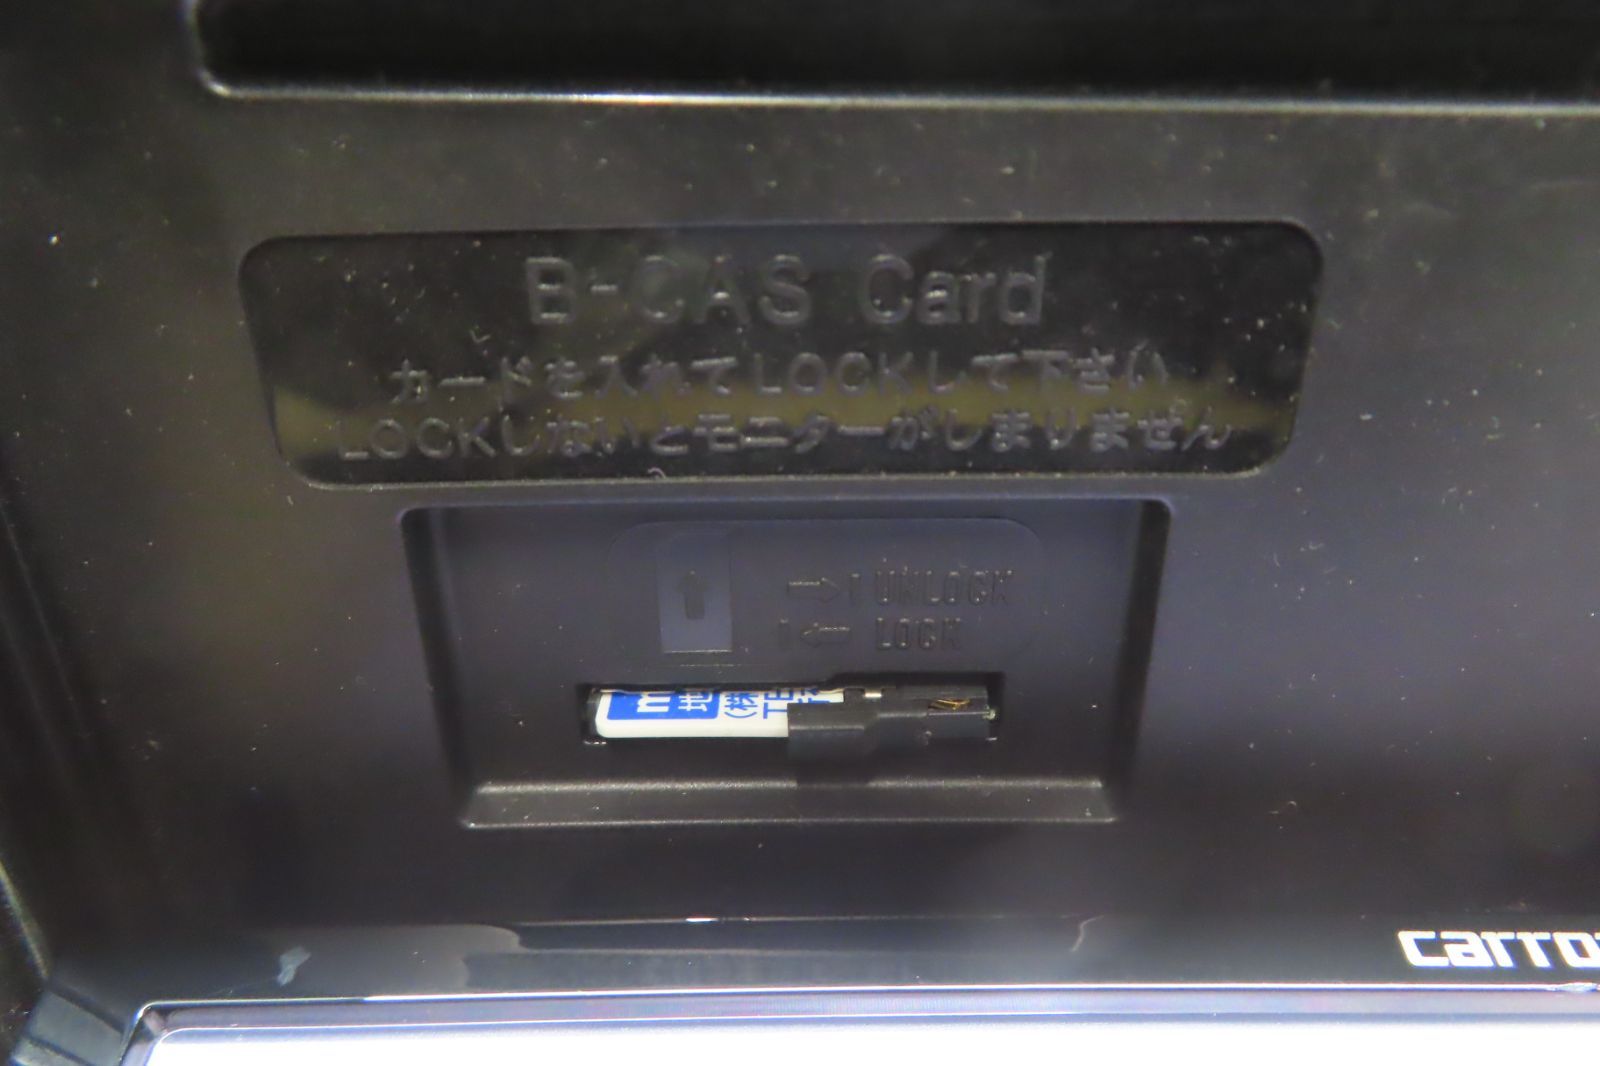 B-CAS Card
カードを入れてLOCKして下さい
LOCKしないとモニターがしまりません
UNLOCK
LOCK
m
地
carro